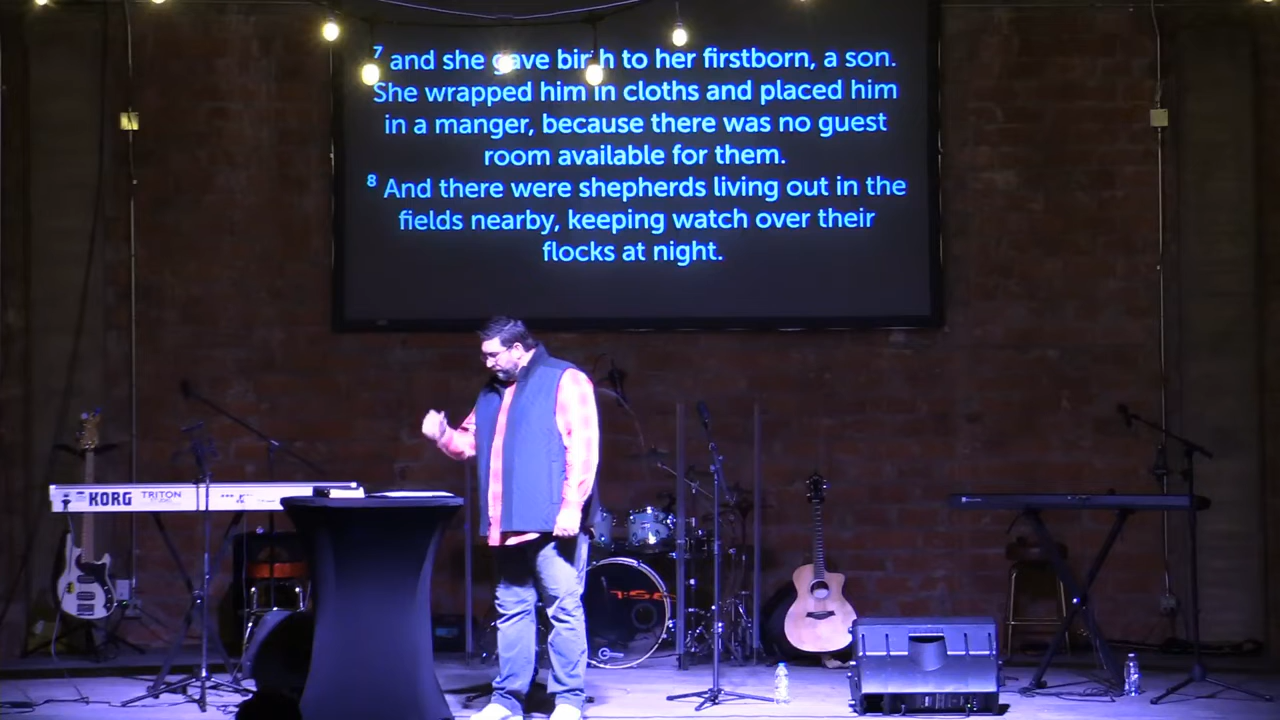 7 and she gave birth to her firstborn, a son.
She wrapped him in cloths and placed him
in a manger, because there was no guest
room available for them.
8 And there were shepherds living out in the
fields nearby, keeping watch over their
flocks at night.
KORG TRITON